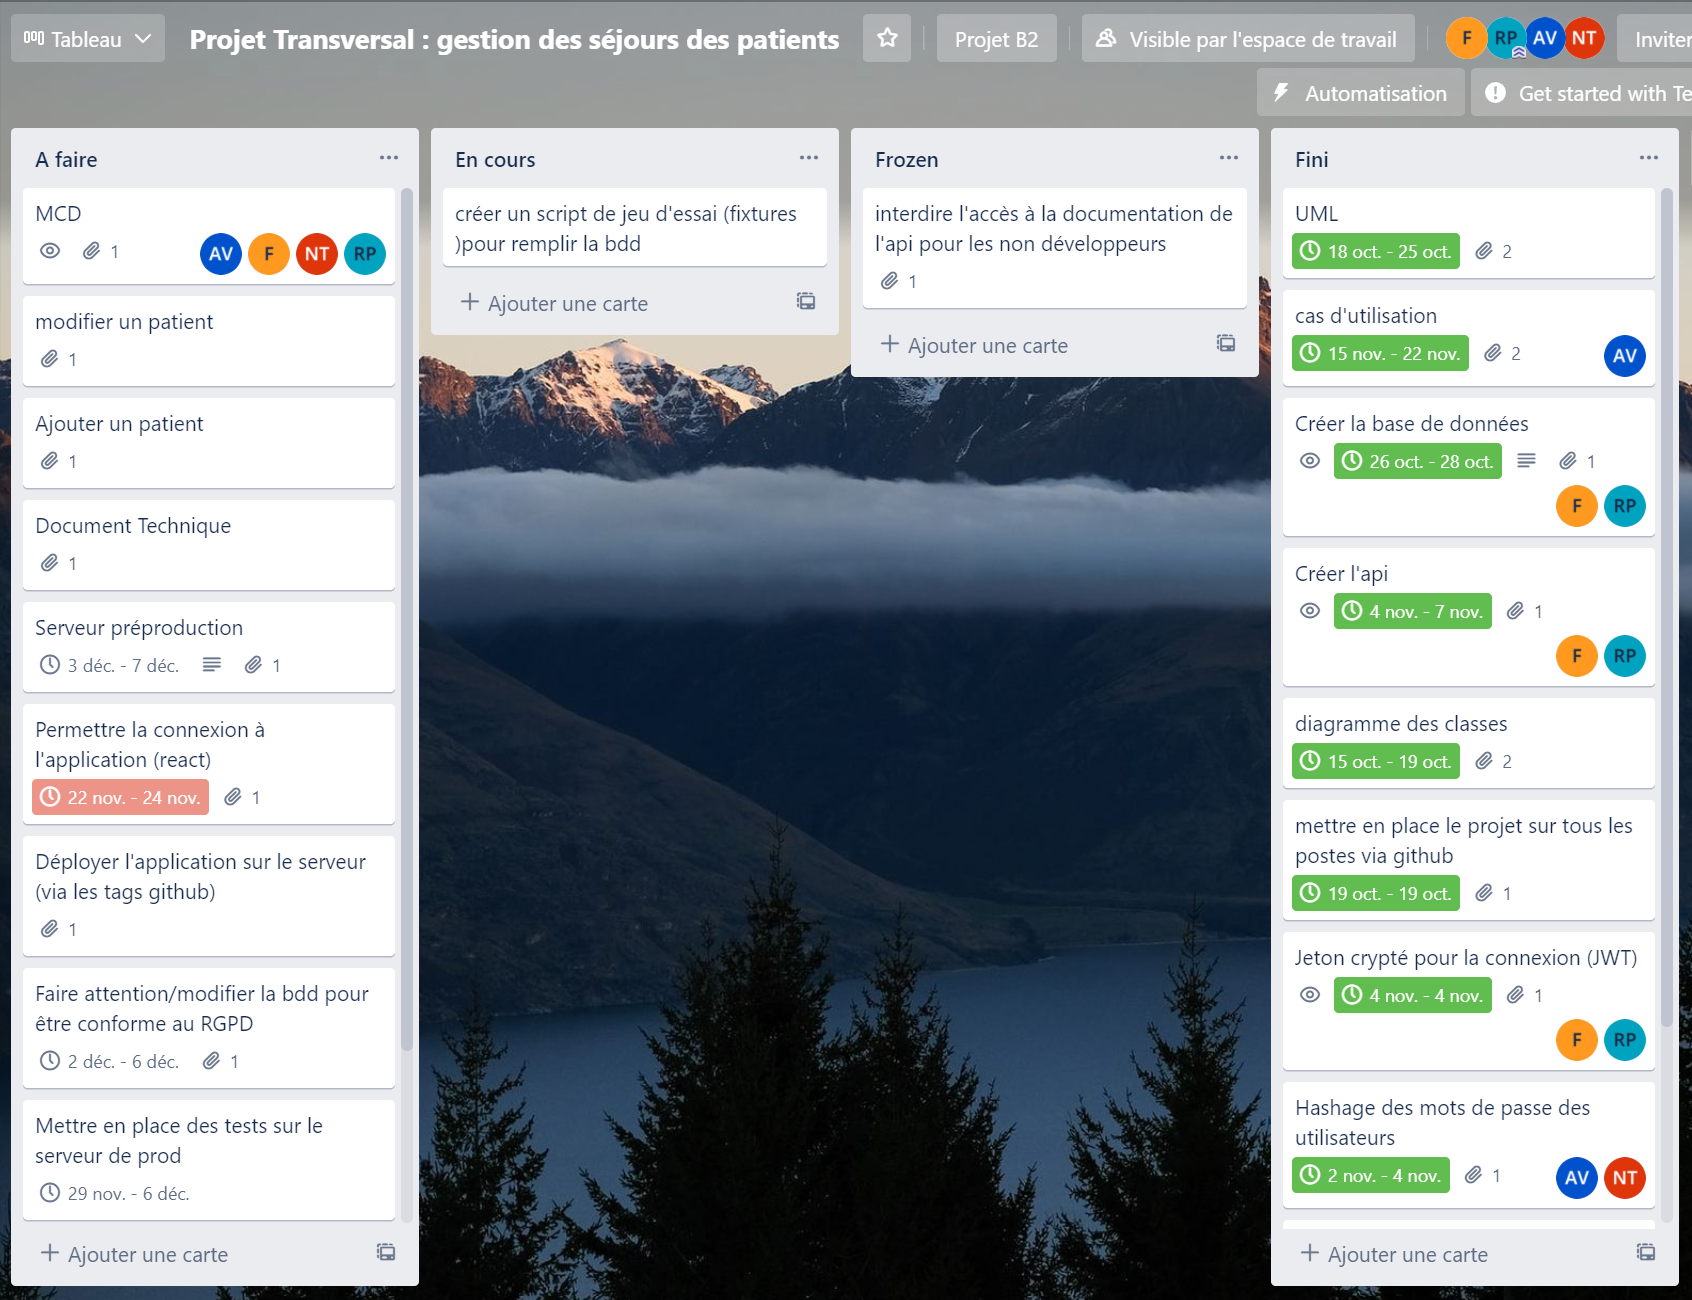 Tableau
Projet Transversal : gestion des séjours des patients
Projet B2
Visible par l'espace de travail
F
RP
AV
NT
Inviter
Automatisation
Get started with Te
A faire
MCD
1
AV
F
NT
RP
modifier un patient
1
Ajouter un patient
1
Document Technique
1
Serveur préproduction
3 déc. - 7 déc.
1
Permettre la connexion à
l'application (react)
22 nov. - 24 nov.
1
Déployer l'application sur le serveur
(via les tags github)
1
Faire attention/modifier la bdd pour
être conforme au RGPD
2 déc. - 6 déc.
1
Mettre en place des tests sur le
serveur de prod
29 nov. - 6 déc.
+ Ajouter une carte
En cours
créer un script de jeu d'essai (fixtures
)pour remplir la bdd
+ Ajouter une carte
Frozen
interdire l'accès à la documentation de
l'api pour les non développeurs
1
+ Ajouter une carte
Fini
UML
18 oct. - 25 oct.
2
cas d'utilisation
15 nov. - 22 nov.
2
AV
Créer la base de données
26 oct. - 28 oct.
1
F
RP
Créer l'api
4 nov. - 7 nov.
1
F
RP
diagramme des classes
15 oct. - 19 oct.
2
mettre en place le projet sur tous les
postes via github
19 oct. - 19 oct.
1
Jeton crypté pour la connexion (JWT)
4 nov. - 4 nov.
1
F
RP
Hashage des mots de passe des
utilisateurs
2 nov. - 4 nov.
1
AV
NT
+ Ajouter une carte